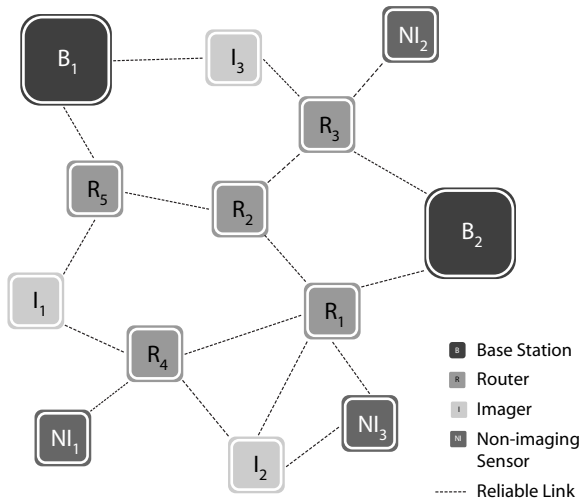 B1
I3
NI2
R3
R5
R2
B2
I1
R1
R4
NI1
I2
NI3
B Base Station
R Router
I Imager
NI Non-imaging
Sensor
Reliable Link